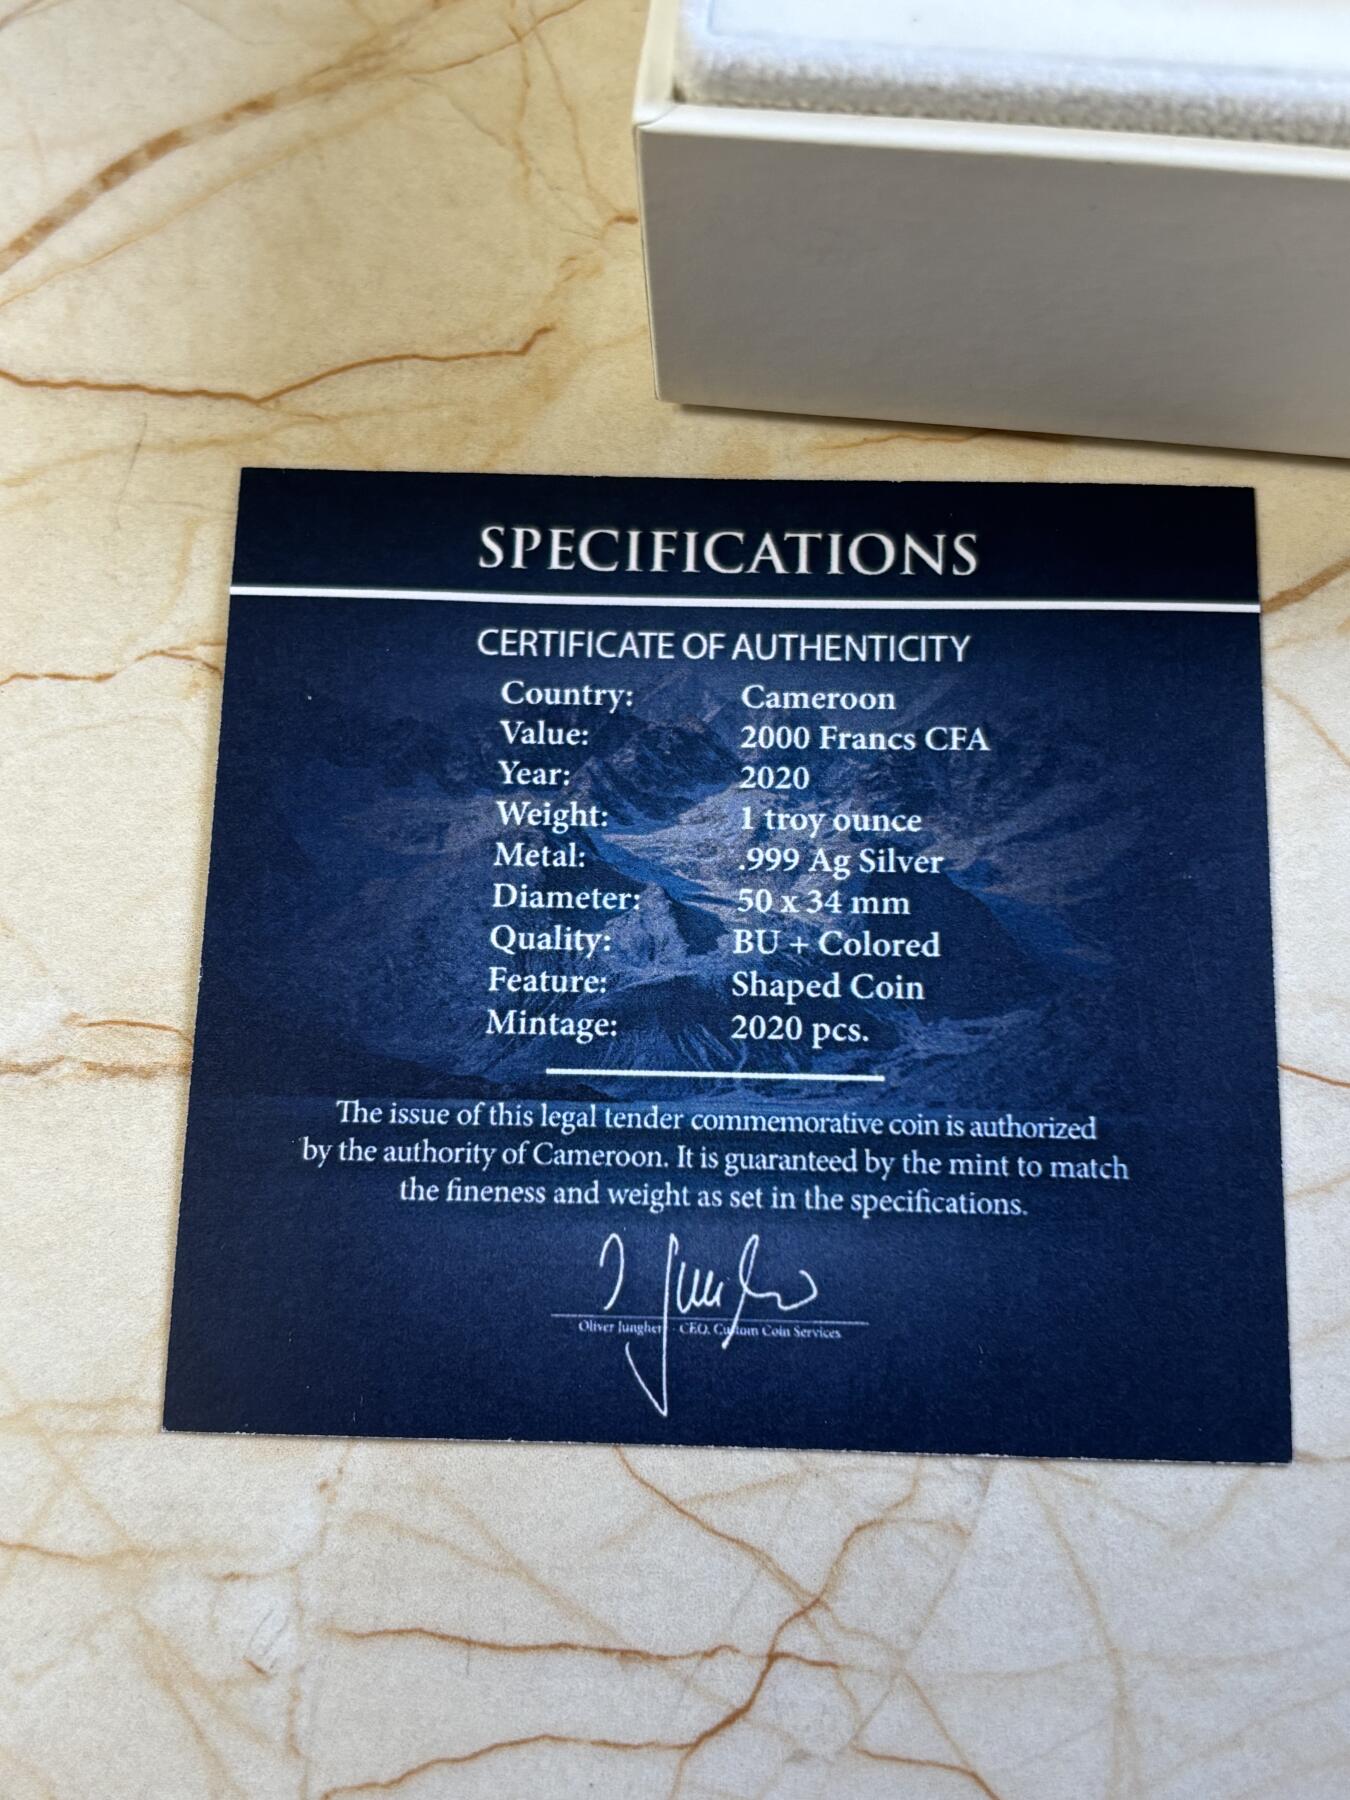 SPECIFICATIONS
CERTIFICATE OF AUTHENTICITY
Country: Cameroon
Value: 2000 Francs CFA
Year: 2020
Weight: 1 troy ounce
Metal: .999 Ag Silver
Diameter: 50 x 34 mm
Quality: BU + Colored
Feature: Shaped Coin
Mintage: 2020 pcs.
The issue of this legal tender commemorative coin is authorized
by the authority of Cameroon. It is guaranteed by the mint to match
the fineness and weight as set in the specifications.
Oliver Jungherr - CEO, Custom Coin Services